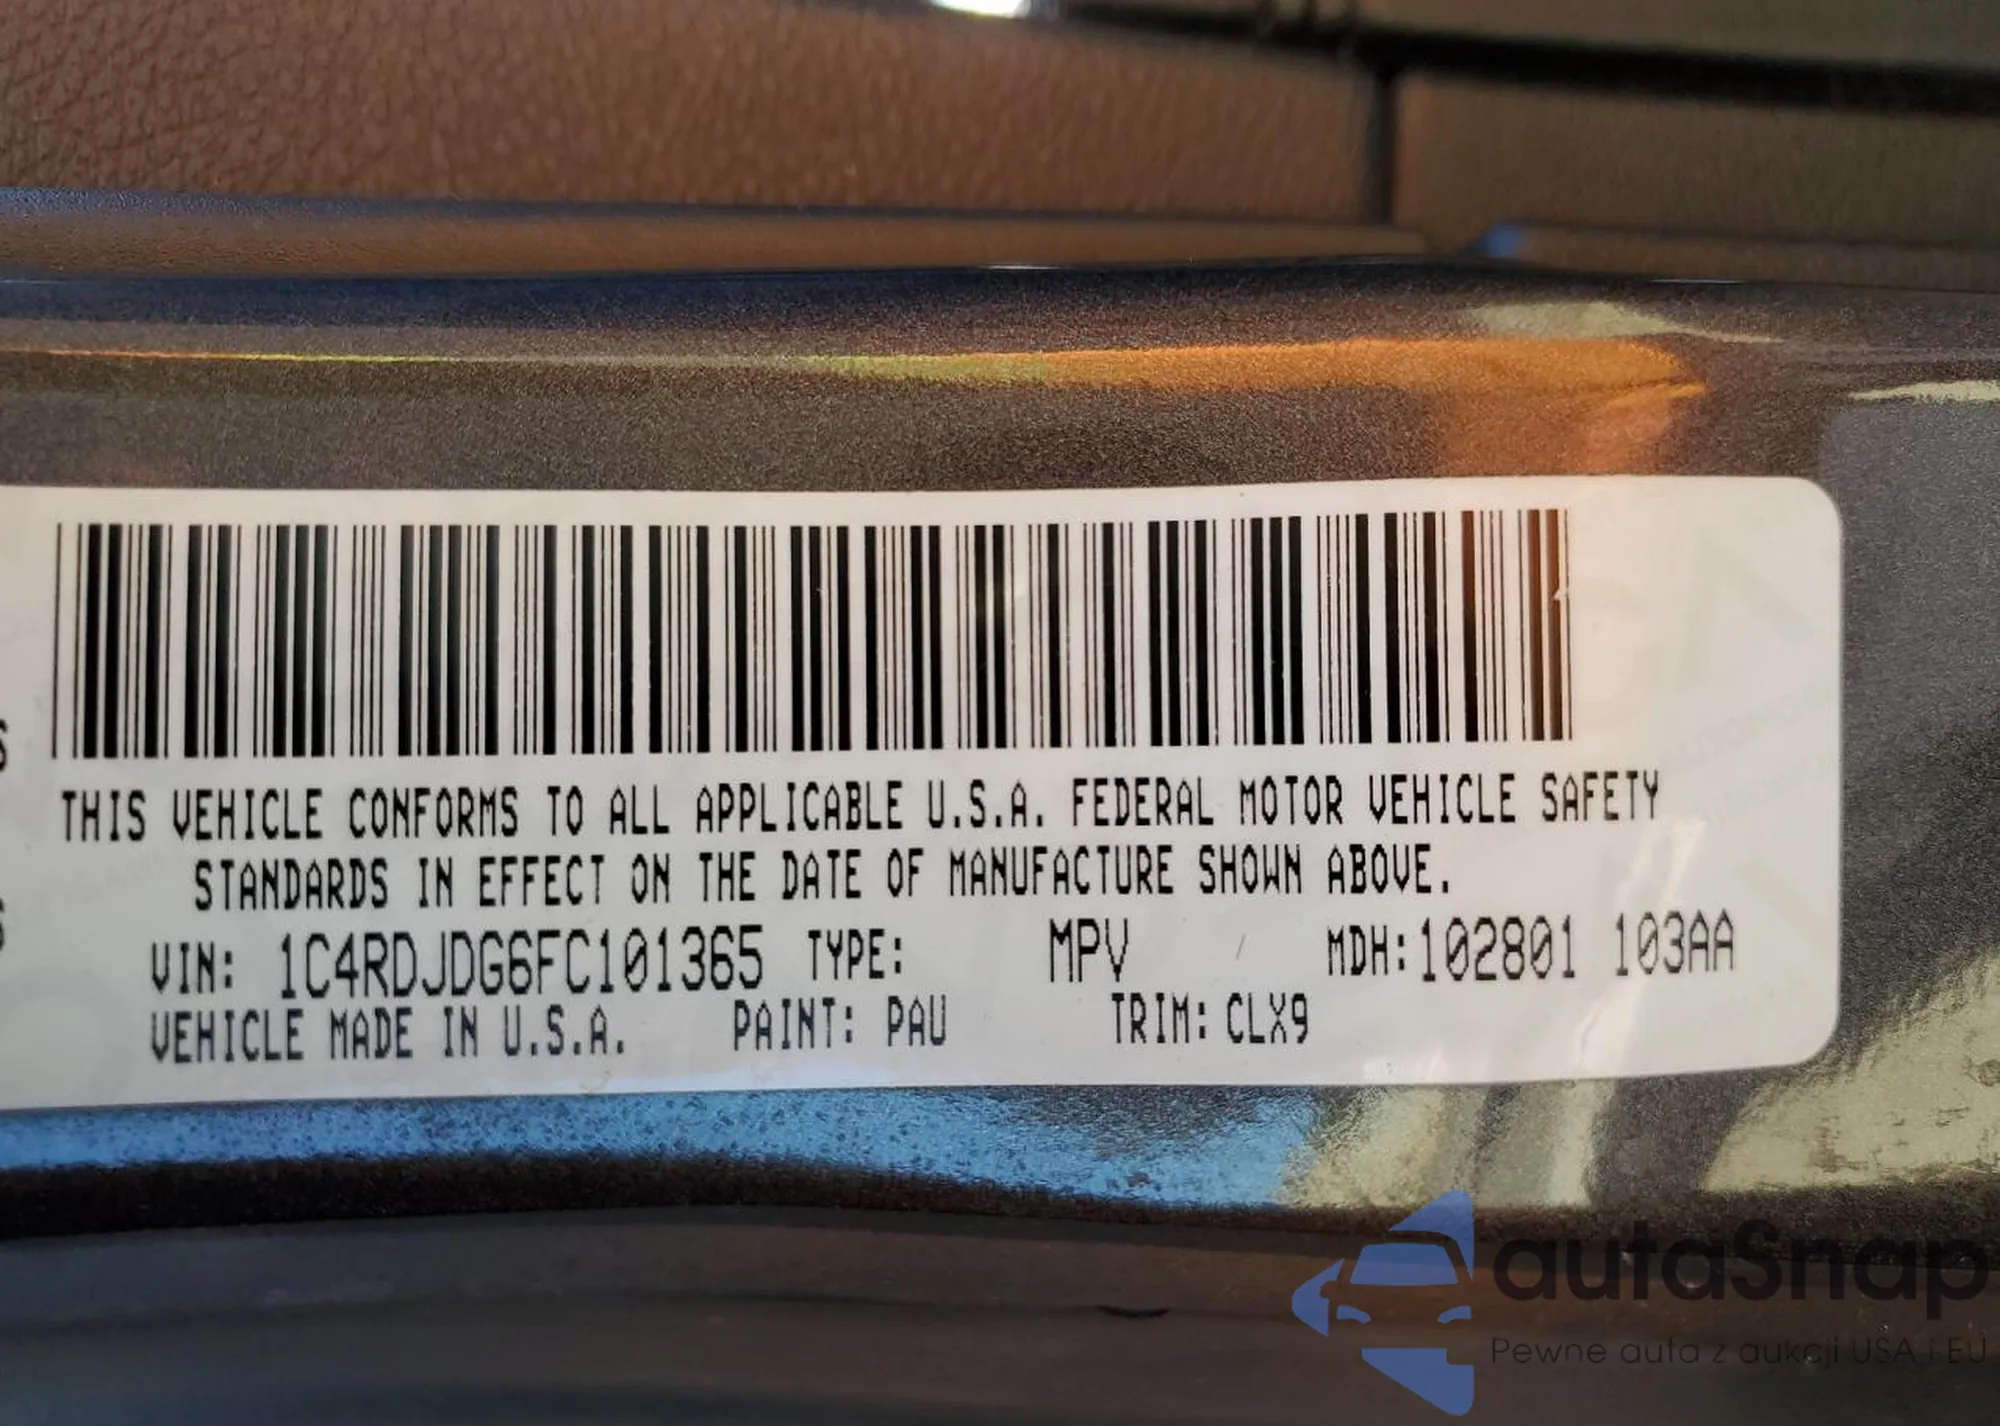 THIS VEHICLE CONFORMS TO ALL APPLICABLE U.S.A. FEDERAL MOTOR VEHICLE SAFETY
STANDARDS IN EFFECT ON THE DATE OF MANUFACTURE SHOWN ABOVE.
VIN: 1C4RDJDG6FC101365 TYPE: MPV MDH:102801 103AA
VEHICLE MADE IN U.S.A. PAINT: PAU TRIM: CLX9
autaSnap
Pewne auta z aukcji USA i EU